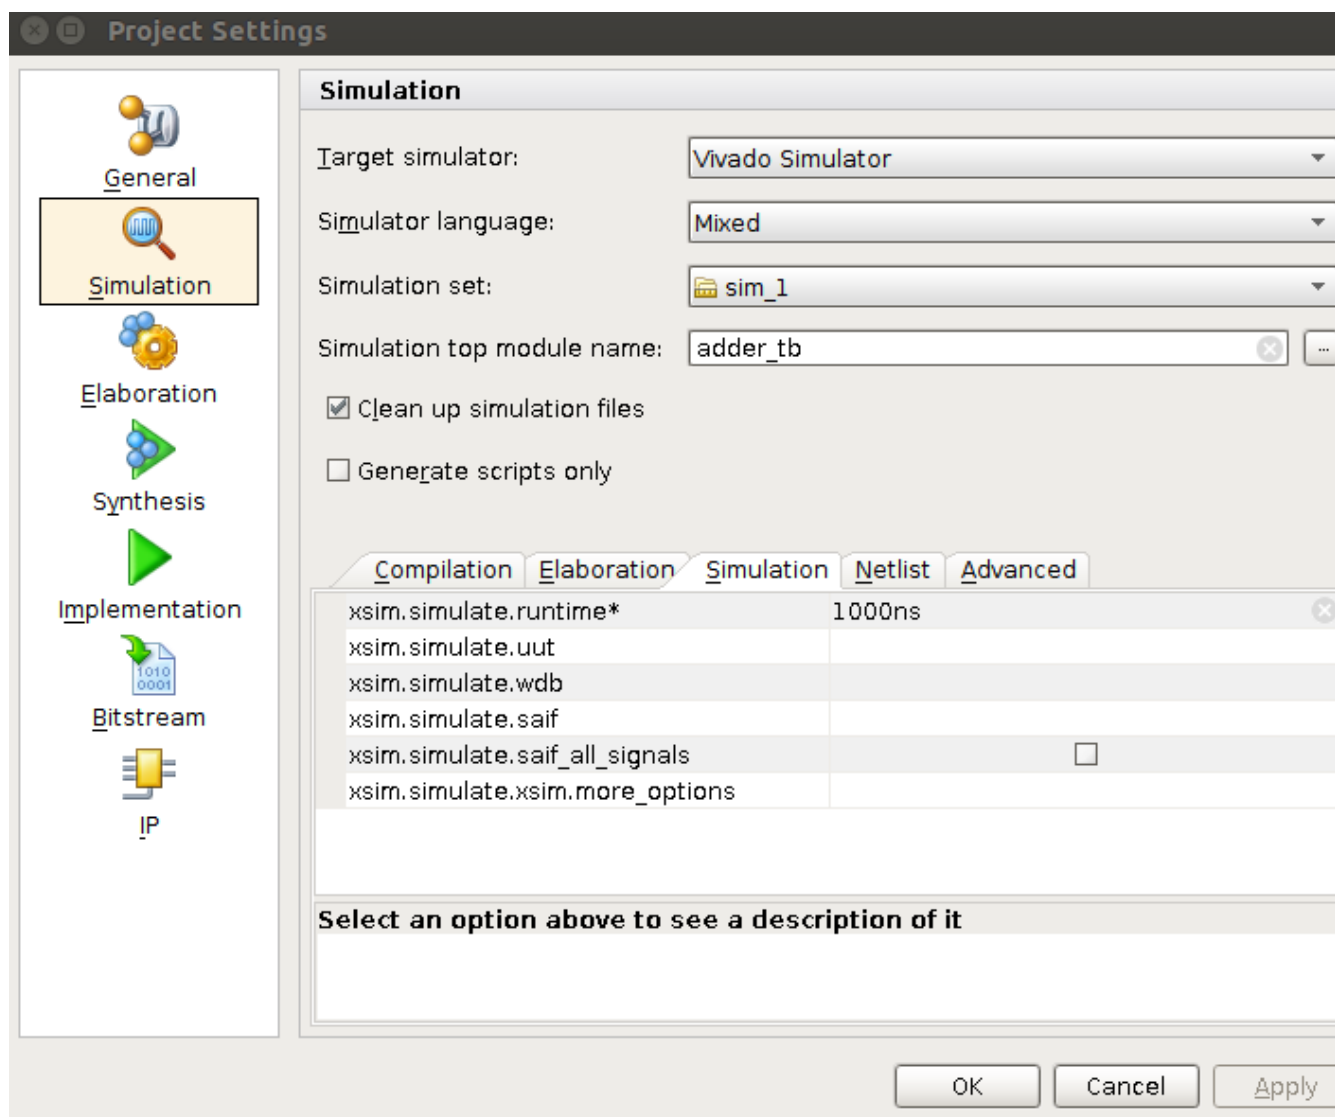 Project Settings
General
Simulation
Elaboration
Synthesis
Implementation
1010
0001
Bitstream
IP
Simulation
Target simulator: Vivado Simulator
Simulator language: Mixed
Simulation set: sim_1
Simulation top module name: adder_tb ...
Clean up simulation files
Generate scripts only
Compilation Elaboration Simulation Netlist Advanced
xsim.simulate.runtime* 1000ns
xsim.simulate.uut
xsim.simulate.wdb
xsim.simulate.saif
xsim.simulate.saif_all_signals
xsim.simulate.xsim.more_options
Select an option above to see a description of it
OK Cancel Apply